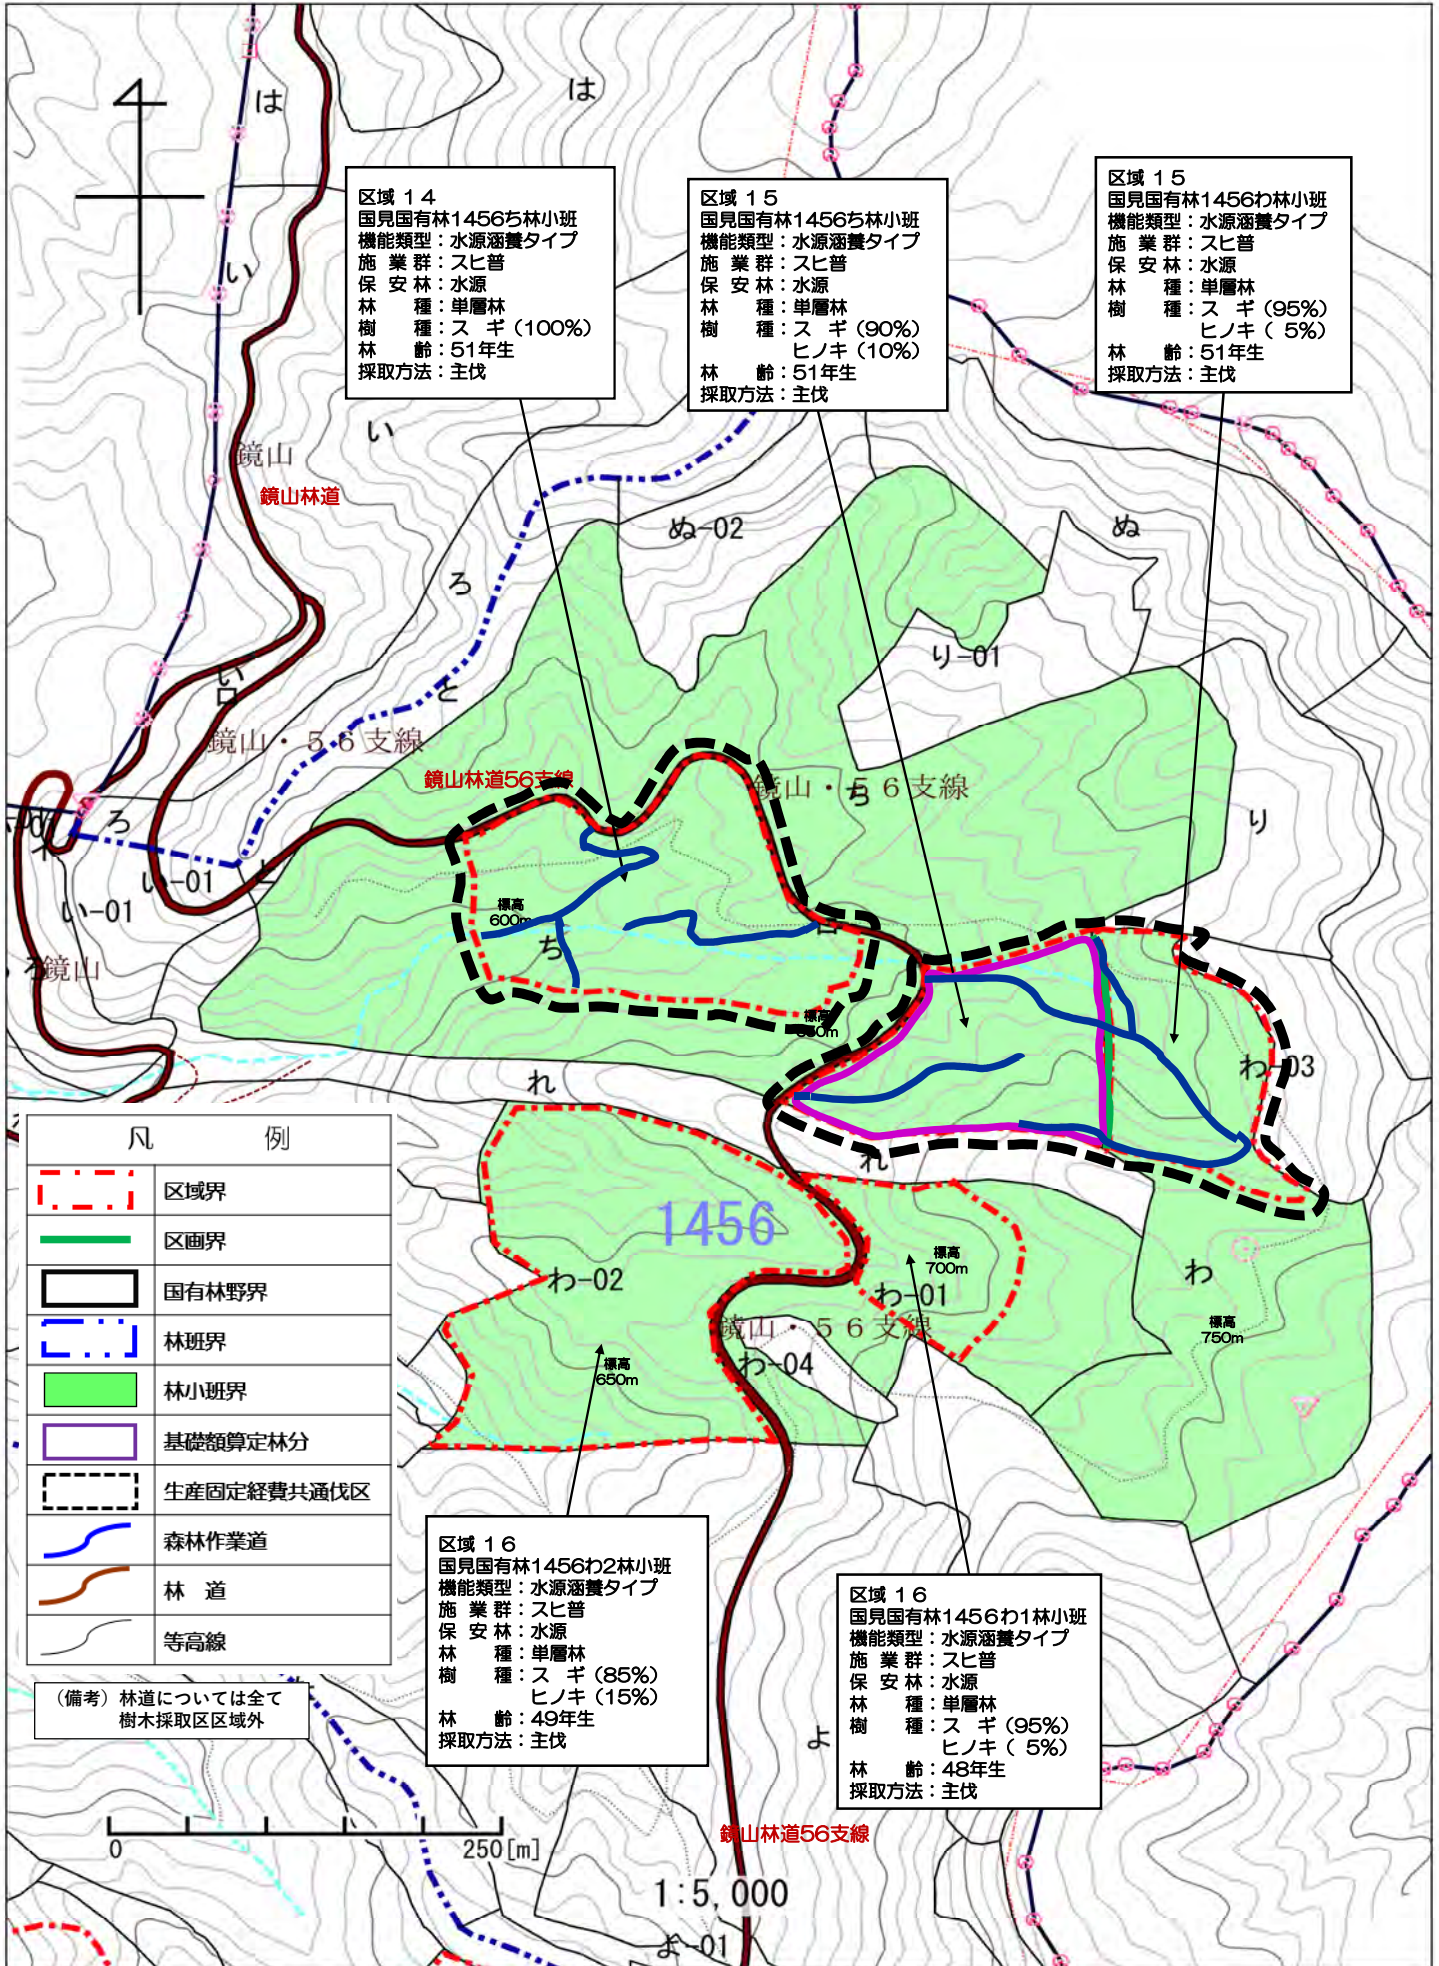 は
は
区域 14
国見国有林1456ち林小班
機能類型：水源涵養タイプ
施業群：スヒ普
保安林：水源
林　種：単層林
樹　種：ス ギ（100%）
林　齢：51年生
採取方法：主伐
区域 15
国見国有林1456ち林小班
機能類型：水源涵養タイプ
施業群：スヒ普
保安林：水源
林　種：単層林
樹　種：ス ギ（90%）
ヒノキ（10%）
林　齢：51年生
採取方法：主伐
区域 15
国見国有林1456わ林小班
機能類型：水源涵養タイプ
施業群：スヒ普
保安林：水源
林　種：単層林
樹　種：ス ギ（95%）
ヒノキ（ 5%）
林　齢：51年生
採取方法：主伐
い
い
鏡山
鏡山林道
ぬ-02
ぬ
ろ
り-01
い
ロ
と
鏡山・５６支線
鏡山林道56支線
鏡山・５６支線
ち
り
ろ
イ
い-01
と
い-01
標高
600m
ち
ロ
ろ
鏡山
標高
れ
わ-03
れ
1456
わ-02
標高
700m
わ-01
わ
鏡山・５６支線
標高
750m
わ-04
標高
650m
凡　例
区域界
区画界
国有林野界
林班界
林小班界
基礎額算定林分
生産固定経費共通伐区
森林作業道
林　道
等高線
（備考）林道については全て
樹木採取区区域外
区域 16
国見国有林1456わ2林小班
機能類型：水源涵養タイプ
施業群：スヒ普
保安林：水源
林　種：単層林
樹　種：ス ギ（85%）
ヒノキ（15%）
林　齢：49年生
採取方法：主伐
区域 16
国見国有林1456わ1林小班
機能類型：水源涵養タイプ
施業群：スヒ普
保安林：水源
林　種：単層林
樹　種：ス ギ（95%）
ヒノキ（ 5%）
林　齢：48年生
採取方法：主伐
よ
鏡山林道56支線
0
250[m]
1:5,000
よ-01